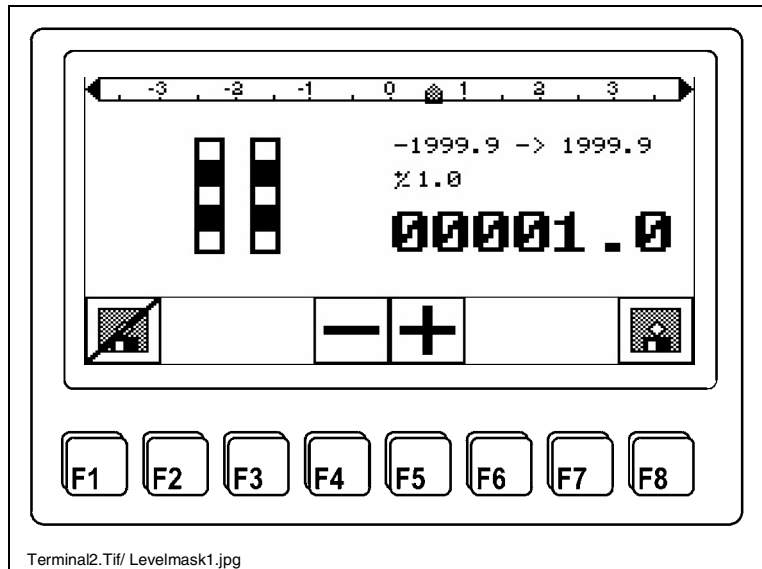 -3 -2 -1 0 1 2 3
-1999.9 -> 1999.9
⁺⁄₋1.0
00001.0
F1 F2 F3 F4 F5 F6 F7 F8
Terminal2.Tif/ Levelmask1.jpg